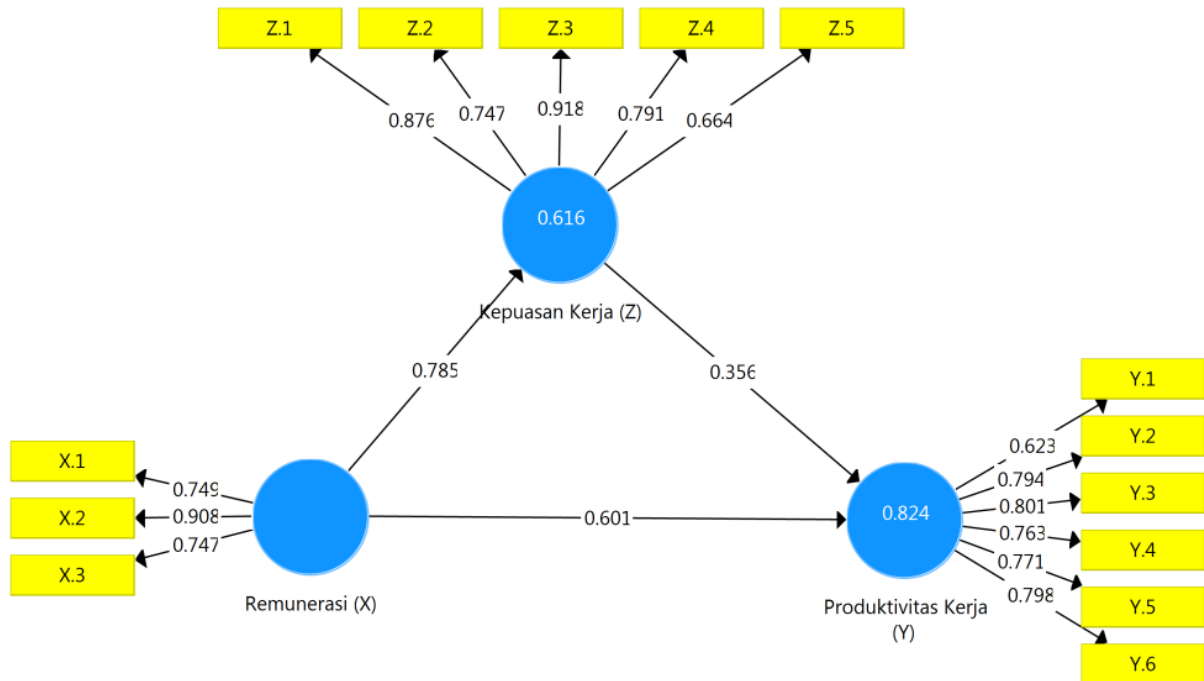 Z.1
Z.2
Z.3
Z.4
Z.5
0.876
0.747
0.918
0.791
0.664
0.616
Kepuasan Kerja (Z)
0.785
0.356
X.1
X.2
X.3
0.749
0.908
0.747
Remunerasi (X)
0.601
0.824
Produktivitas Kerja
(Y)
0.623
0.794
0.801
0.763
0.771
0.798
Y.1
Y.2
Y.3
Y.4
Y.5
Y.6